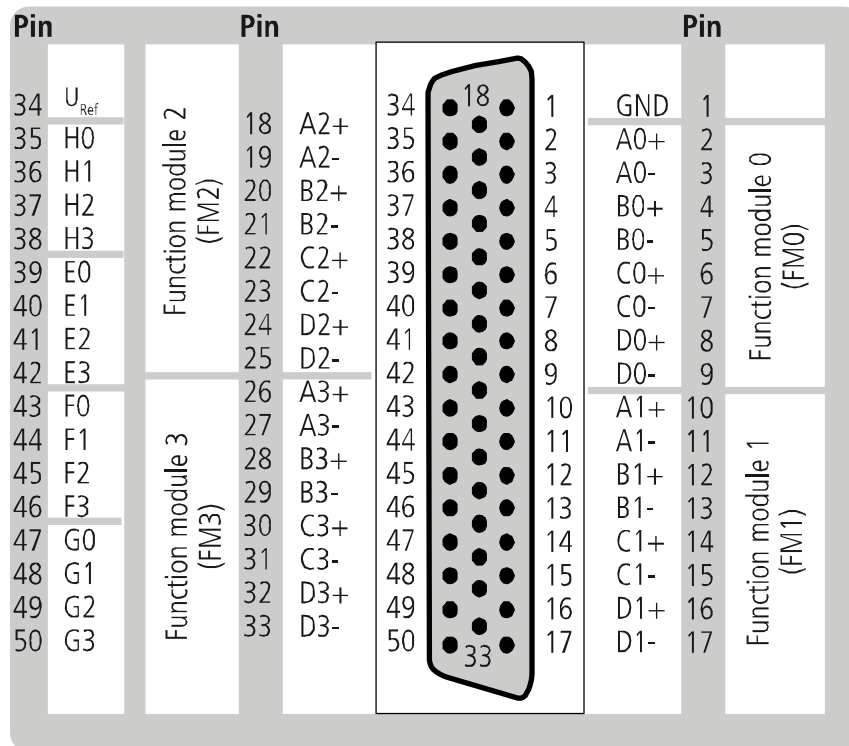 Pin Pin Pin
34 U Ref
35 H0
36 H1
37 H2
38 H3
39 E0
40 E1
41 E2
42 E3
43 F0
44 F1
45 F2
46 F3
47 G0
48 G1
49 G2
50 G3
Function module 2
(FM2)
Function module 3
(FM3)
18 A2+
19 A2-
20 B2+
21 B2-
22 C2+
23 C2-
24 D2+
25 D2-
26 A3+
27 A3-
28 B3+
29 B3-
30 C3+
31 C3-
32 D3+
33 D3-
34 18 1
35 2
36 3
37 4
38 5
39 6
40 7
41 8
42 9
43 10
44 11
45 12
46 13
47 14
48 15
49 16
50 33 17
GND 1
A0+ 2
A0- 3
B0+ 4
B0- 5
C0+ 6
C0- 7
D0+ 8
D0- 9
A1+ 10
A1- 11
B1+ 12
B1- 13
C1+ 14
C1- 15
D1+ 16
D1- 17
Function module 0
(FM0)
Function module 1
(FM1)